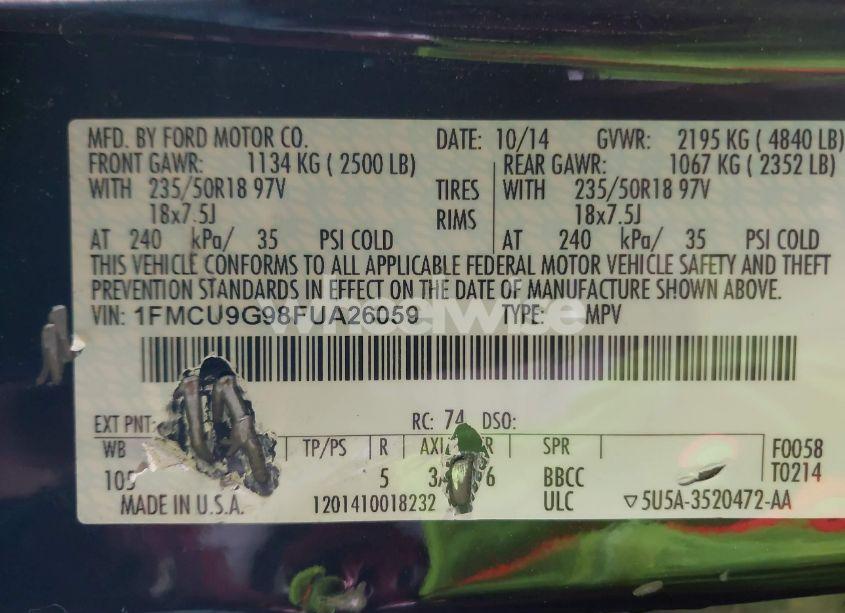 MFD. BY FORD MOTOR CO. DATE: 10/14 GVWR: 2195 KG ( 4840 LB)
FRONT GAWR: 1134 KG ( 2500 LB) REAR GAWR: 1067 KG ( 2352 LB)
WITH 235/50R18 97V TIRES WITH 235/50R18 97V
18x7.5J RIMS 18x7.5J
AT 240 kPa/ 35 PSI COLD AT 240 kPa/ 35 PSI COLD
THIS VEHICLE CONFORMS TO ALL APPLICABLE FEDERAL MOTOR VEHICLE SAFETY AND THEFT
PREVENTION STANDARDS IN EFFECT ON THE DATE OF MANUFACTURE SHOWN ABOVE.
VIN: 1FMCU9G98FUA26059 TYPE: MPV
Wheelwise
EXT PNT: RC: 74 DSO:
WB TP/PS R SPR F0058
5 BBCC T0214
MADE IN U.S.A. 1201410018232 ULC ▽5U5A-3520472-AA